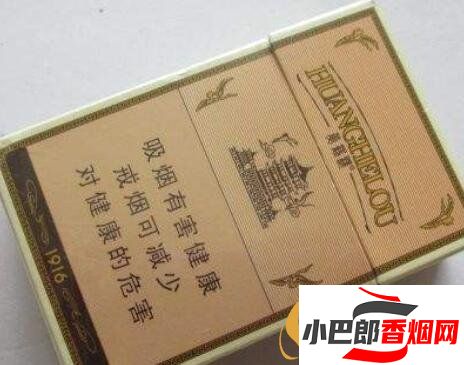 HUANGHELOU
黄鹤楼
吸烟有害健康
戒烟可减少
对健康的危害
1916
小巴郎香烟网